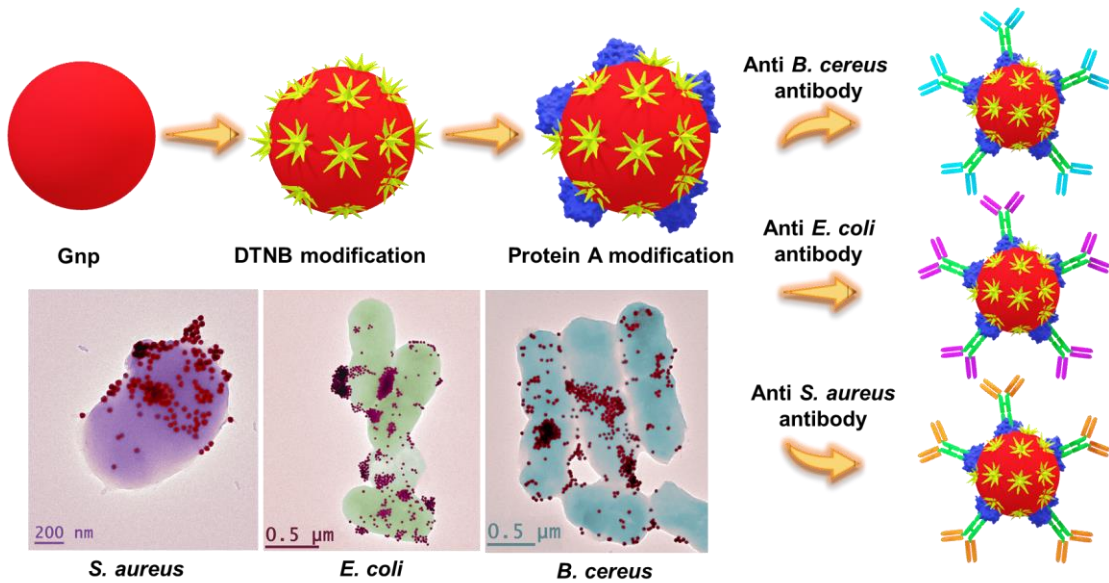 Gnp
DTNB modification
Protein A modification
Anti B. cereus
antibody
Anti E. coli
antibody
Anti S. aureus
antibody
200 nm
0.5 µm
0.5 µm
S. aureus
E. coli
B. cereus